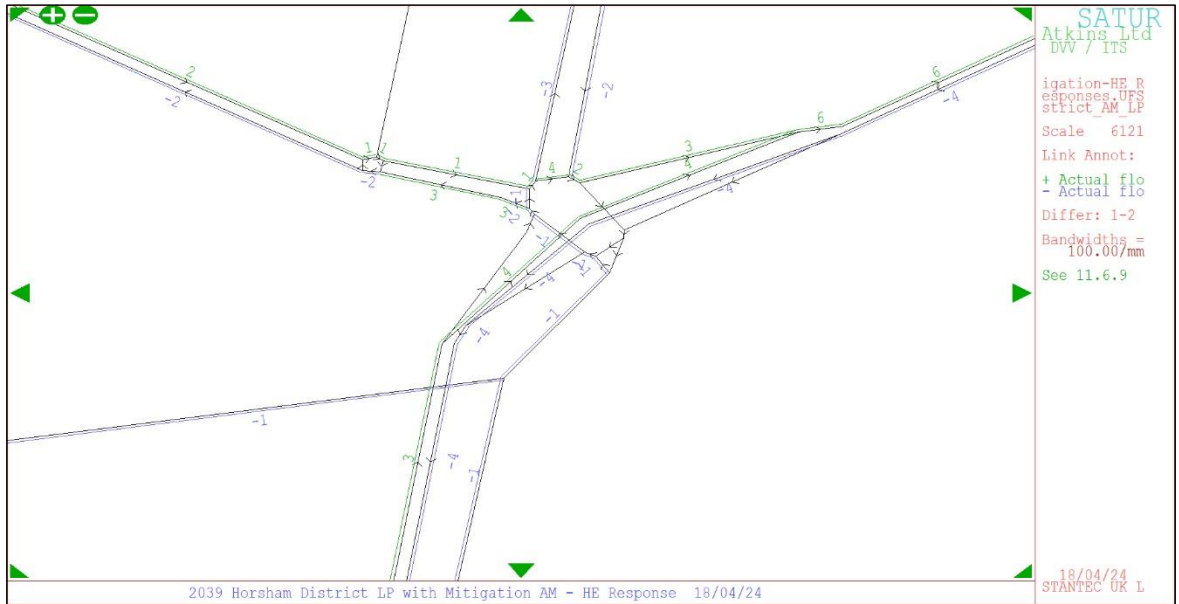 SATUR
Atkins Ltd
DVV / ITS
igation-HE_R
esponses.UFS
strict_AM_LP
Scale 6121
Link Annot:
+ Actual flo
- Actual flo
Differ: 1-2
Bandwidths =
100.00/mm
See 11.6.9
18/04/24
STANTEC UK L
2
-2
1
1
-2
1
3
-3
-2
1
4
2
3
6
6
-4
4
-4
3
-2
-1
-1
4
-4
-1
-1
-4
-1
3
-4
-1
2039 Horsham District LP with Mitigation AM - HE Response 18/04/24